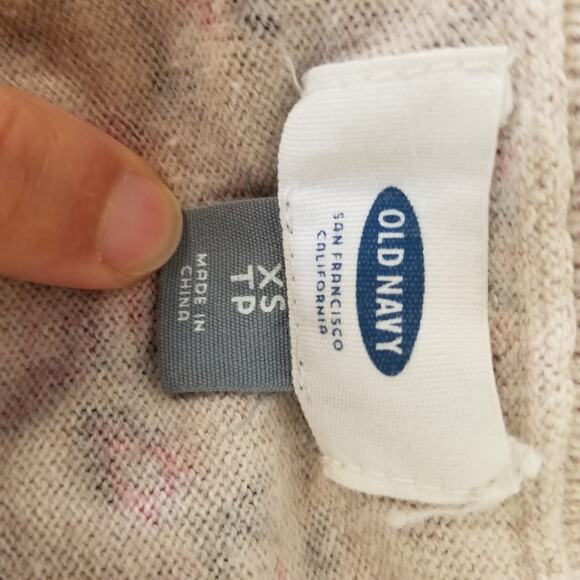 OLD NAVY
SAN FRANCISCO
CALIFORNIA
XS
TP
MADE IN
CHINA